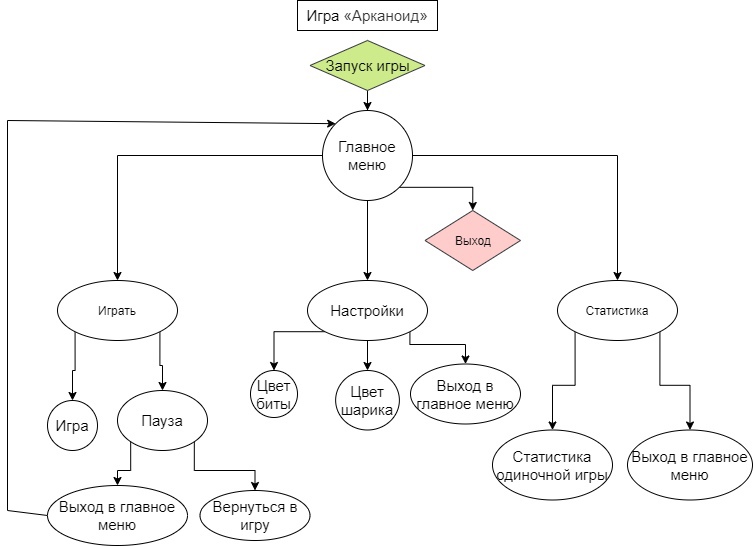 Игра «Арканоид»
Запуск игры
Главное
меню
Выход
Играть
Настройки
Статистика
Игра
Пауза
Цвет
биты
Цвет
шарика
Выход в
главное меню
Статистика
одиночной игры
Выход в главное
меню
Выход в главное
меню
Вернуться в
игру